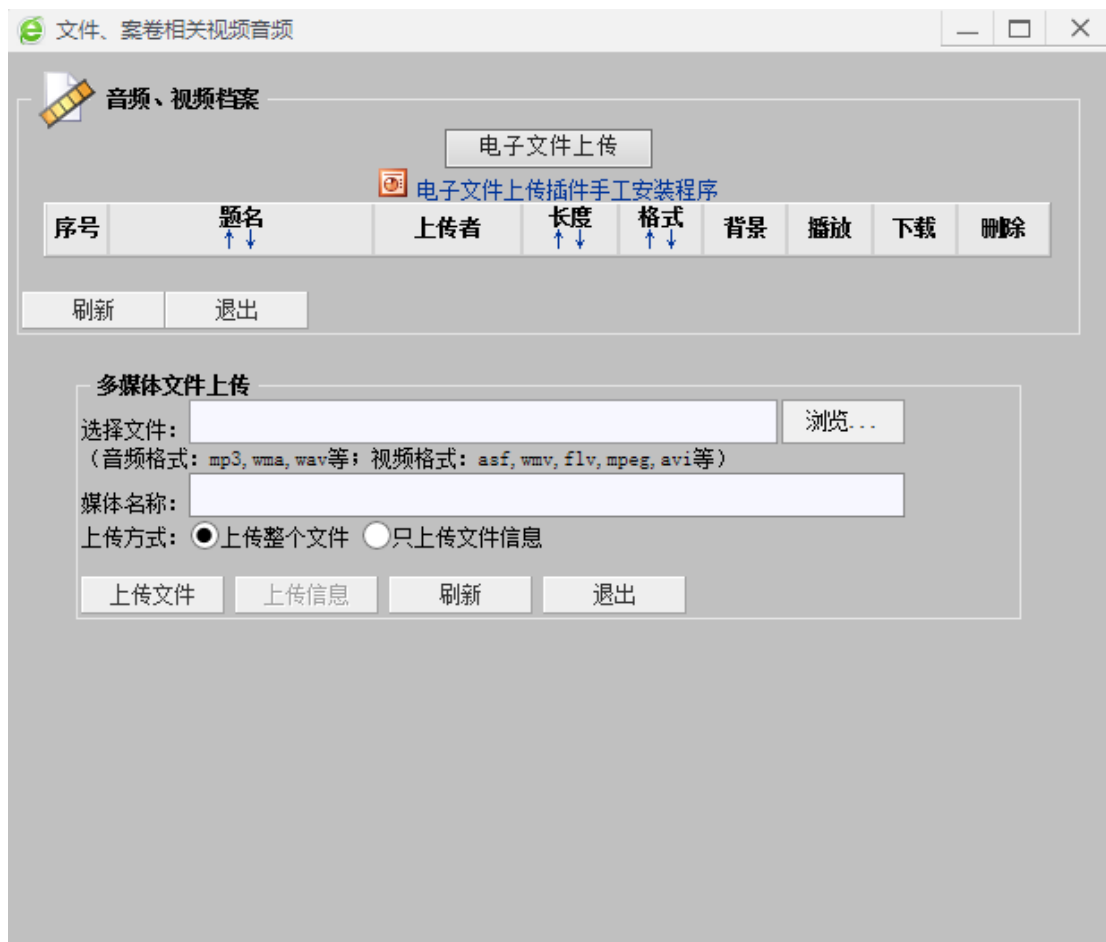 文件、案卷相关视频音频
音频、视频档案
电子文件上传
电子文件上传插件手工安装程序
序号 题名 上传者 长度 格式 背景 播放 下载 删除
↑↓ ↑↓ ↑↓
刷新 退出
多媒体文件上传
选择文件： 浏览...
（音频格式：mp3,wma,wav等；视频格式：asf,wmv,flv,mpeg,avi等）
媒体名称：
上传方式： 上传整个文件 只上传文件信息
上传文件 上传信息 刷新 退出